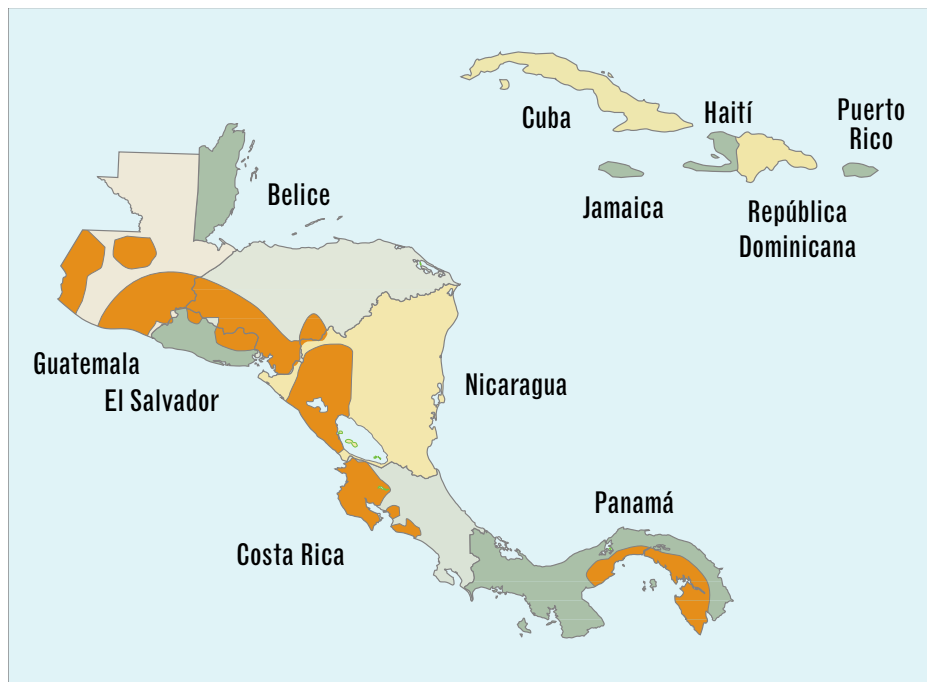 Cuba
Haití
Puerto
Rico
Belice
Jamaica
República
Dominicana
Guatemala
El Salvador
Nicaragua
Costa Rica
Panamá